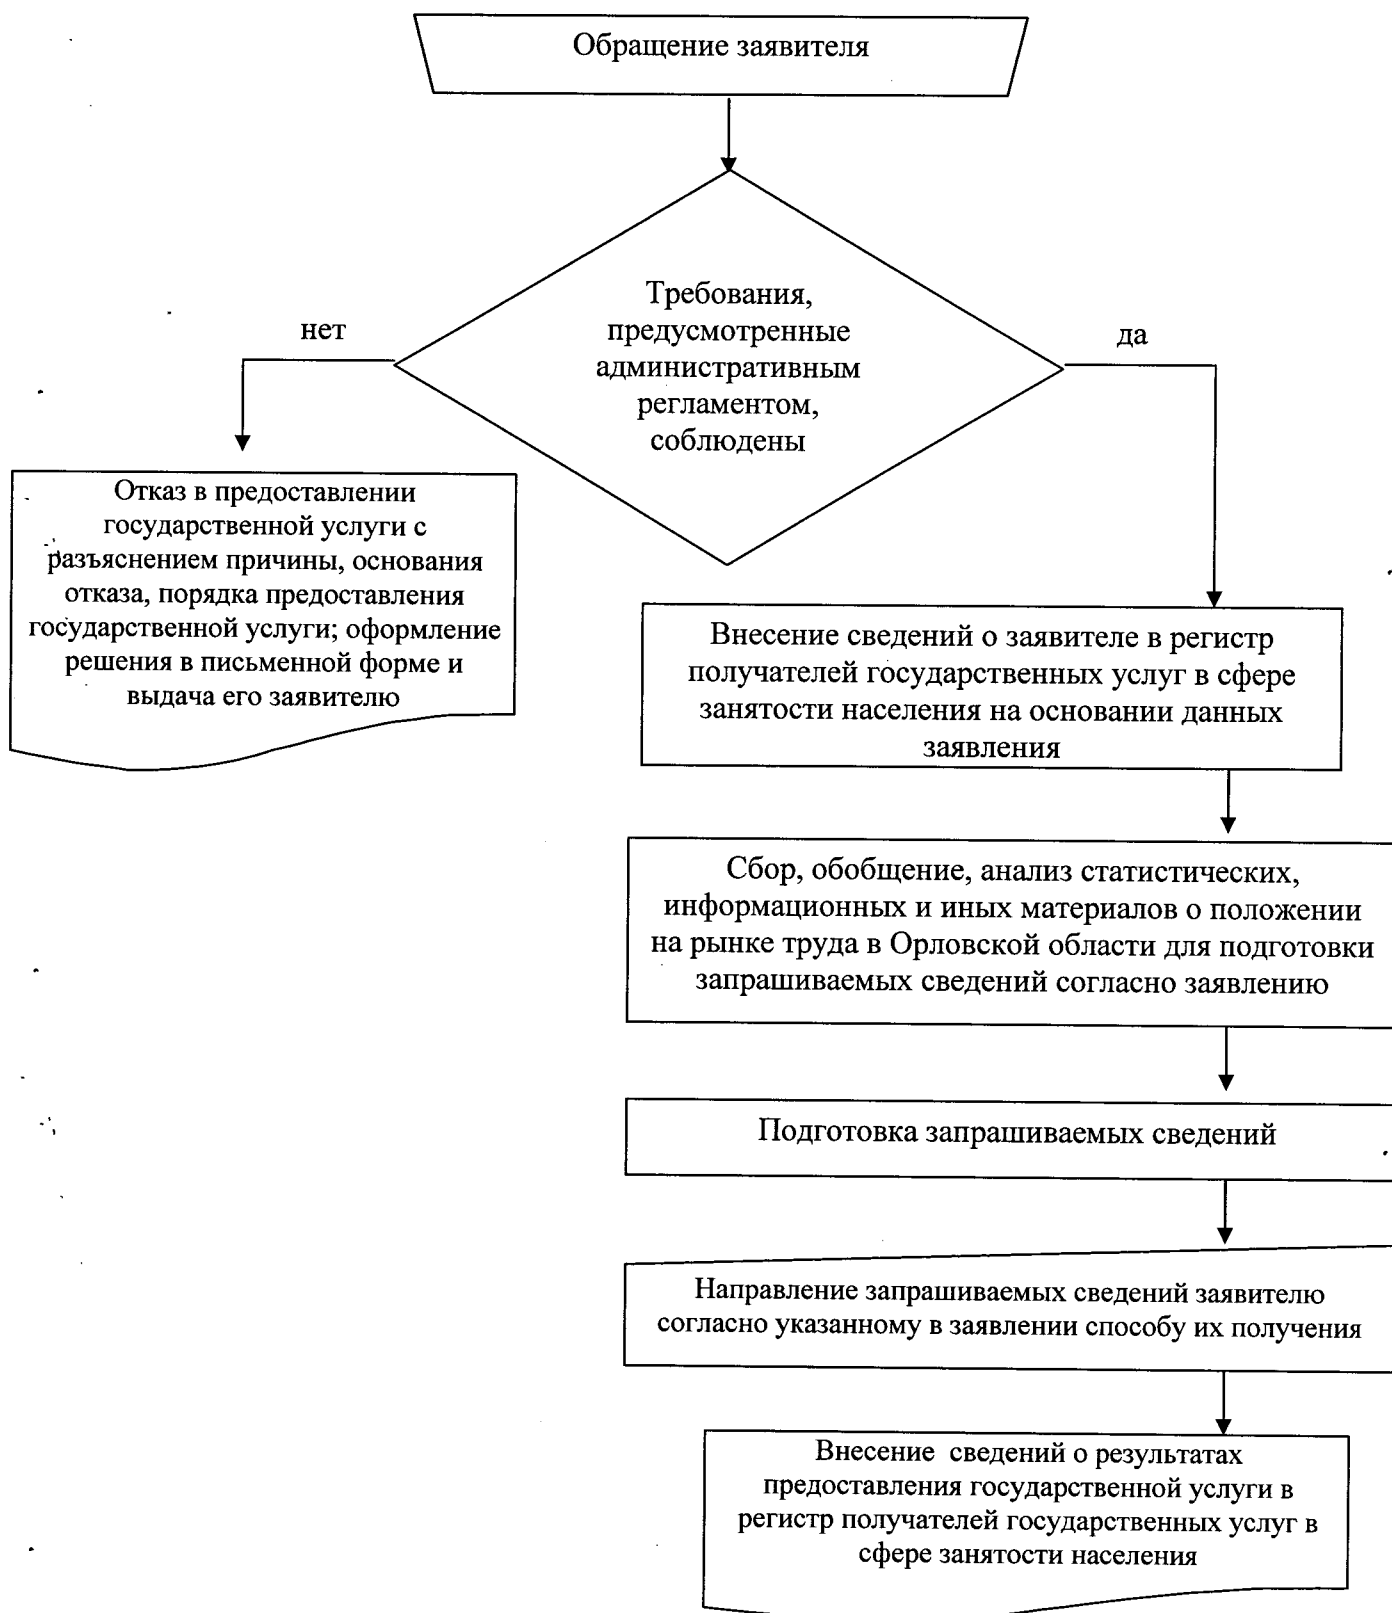 Обращение заявителя
Требования,
предусмотренные
административным
регламентом,
соблюдены
нет
да
Отказ в предоставлении
государственной услуги с
разъяснением причины, основания
отказа, порядка предоставления
государственной услуги; оформление
решения в письменной форме и
выдача его заявителю
Внесение сведений о заявителе в регистр
получателей государственных услуг в сфере
занятости населения на основании данных
заявления
Сбор, обобщение, анализ статистических,
информационных и иных материалов о положении
на рынке труда в Орловской области для подготовки
запрашиваемых сведений согласно заявлению
Подготовка запрашиваемых сведений
Направление запрашиваемых сведений заявителю
согласно указанному в заявлении способу их получения
Внесение сведений о результатах
предоставления государственной услуги в
регистр получателей государственных услуг в
сфере занятости населения